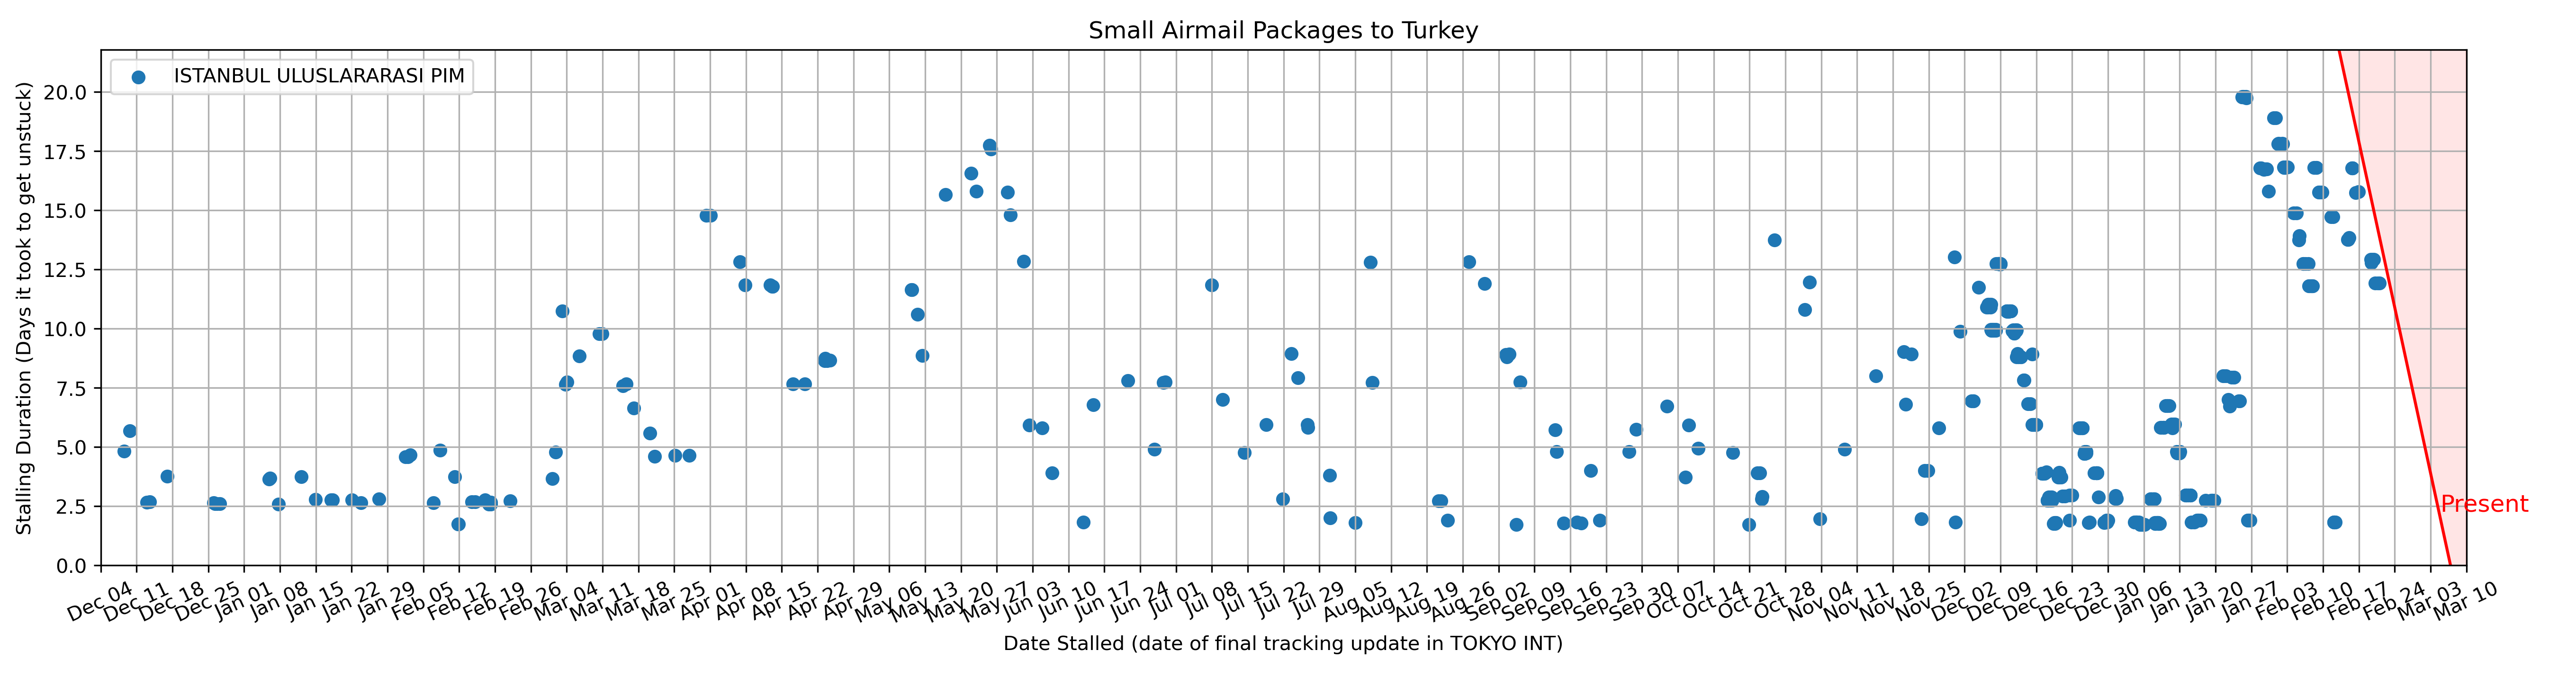 Small Airmail Packages to Turkey
ISTANBUL ULUSLARARASI PIM
Stalling Duration (Days it took to get unstuck)
20.0
17.5
15.0
12.5
10.0
7.5
5.0
2.5
0.0
Present
Dec 04 Dec 11 Dec 18 Dec 25 Jan 01 Jan 08 Jan 15 Jan 22 Jan 29 Feb 05 Feb 12 Feb 19 Feb 26 Mar 04 Mar 11 Mar 18 Mar 25 Apr 01 Apr 08 Apr 15 Apr 22 Apr 29 May 06 May 13 May 20 May 27 Jun 03 Jun 10 Jun 17 Jun 24 Jul 01 Jul 08 Jul 15 Jul 22 Jul 29 Aug 05 Aug 12 Aug 19 Aug 26 Sep 02 Sep 09 Sep 16 Sep 23 Sep 30 Oct 07 Oct 14 Oct 21 Oct 28 Nov 04 Nov 11 Nov 18 Nov 25 Dec 02 Dec 09 Dec 16 Dec 23 Dec 30 Jan 06 Jan 13 Jan 20 Jan 27 Feb 03 Feb 10 Feb 17 Feb 24 Mar 03 Mar 10
Date Stalled (date of final tracking update in TOKYO INT)